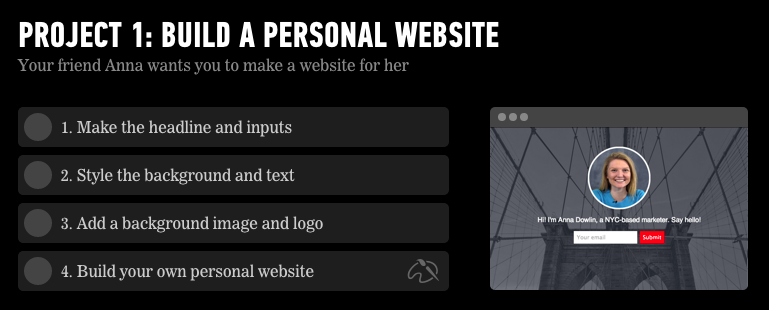 PROJECT 1: BUILD A PERSONAL WEBSITE
Your friend Anna wants you to make a website for her
1. Make the headline and inputs
2. Style the background and text
3. Add a background image and logo
4. Build your own personal website
Hi! I'm Anna Dowlin, a NYC-based marketer. Say hello!
Your email
Submit